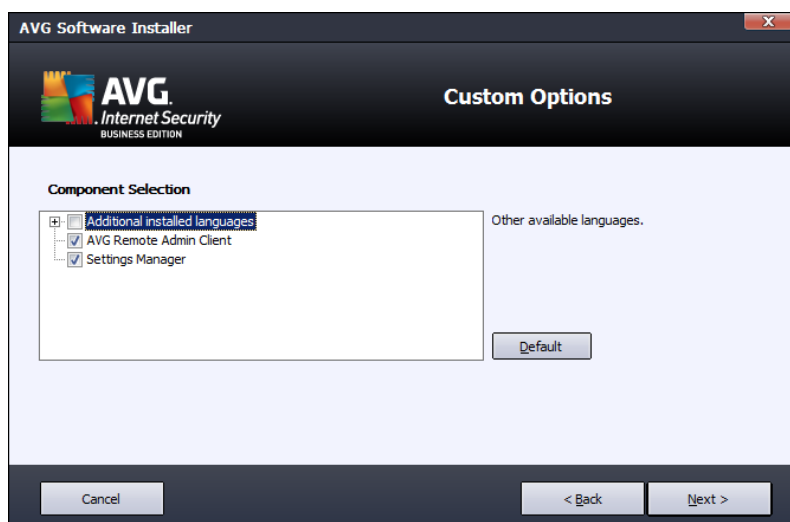 AVG Software Installer
AVG.
Internet Security
BUSINESS EDITION
Custom Options
Component Selection
Additional installed languages
AVG Remote Admin Client
Settings Manager
Other available languages.
Default
Cancel
< Back
Next >